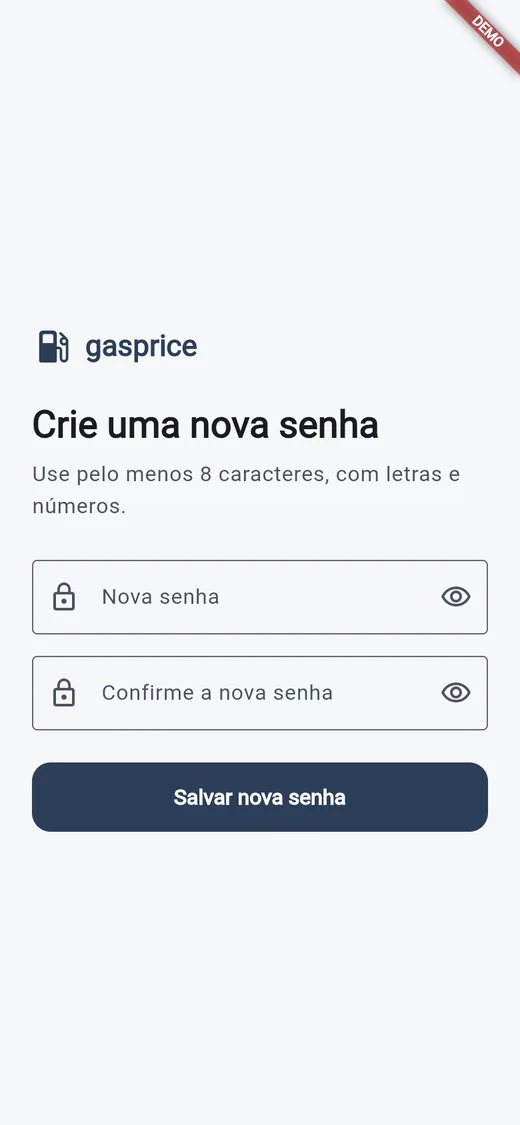 DEMO
gasprice
Crie uma nova senha
Use pelo menos 8 caracteres, com letras e
números.
Nova senha
Confirme a nova senha
Salvar nova senha